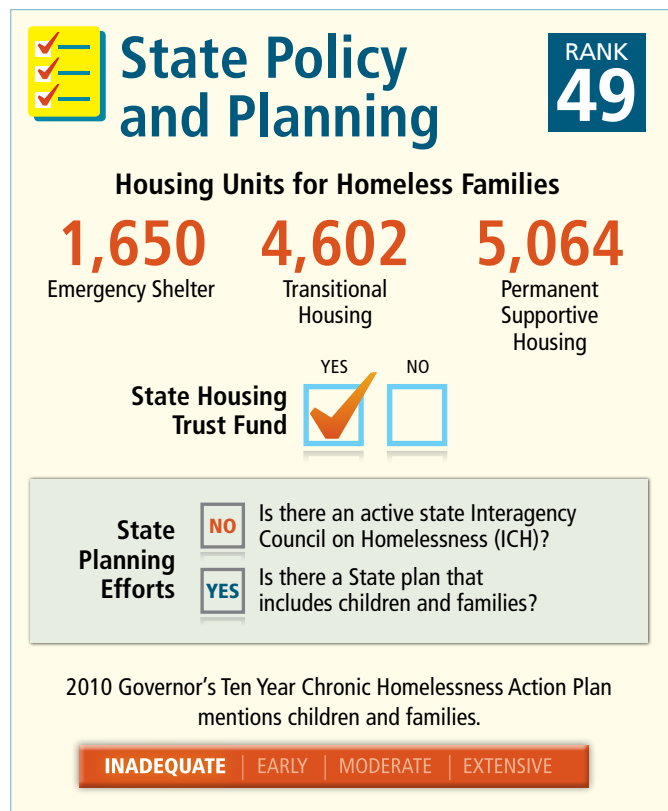 State Policy
and Planning
RANK
49
Housing Units for Homeless Families
1,650
Emergency Shelter
4,602
Transitional
Housing
5,064
Permanent
Supportive
Housing
State Housing
Trust Fund
YES
NO
State
Planning
Efforts
NO
Is there an active state Interagency
Council on Homelessness (ICH)?
YES
Is there a State plan that
includes children and families?
2010 Governor’s Ten Year Chronic Homelessness Action Plan
mentions children and families.
INADEQUATE | EARLY | MODERATE | EXTENSIVE